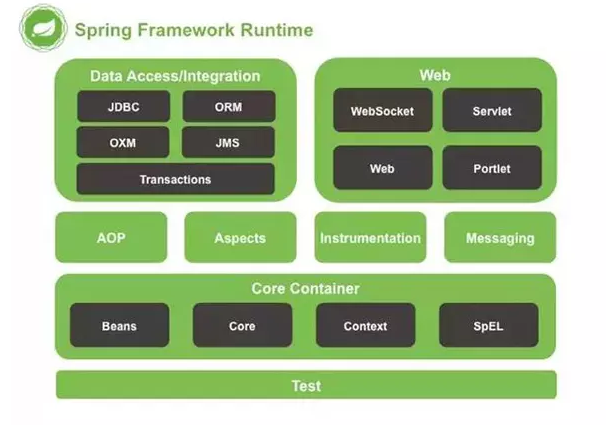 Spring Framework Runtime
Data Access/Integration
JDBC
ORM
OXM
JMS
Transactions
Web
WebSocket
Servlet
Web
Portlet
AOP
Aspects
Instrumentation
Messaging
Core Container
Beans
Core
Context
SpEL
Test